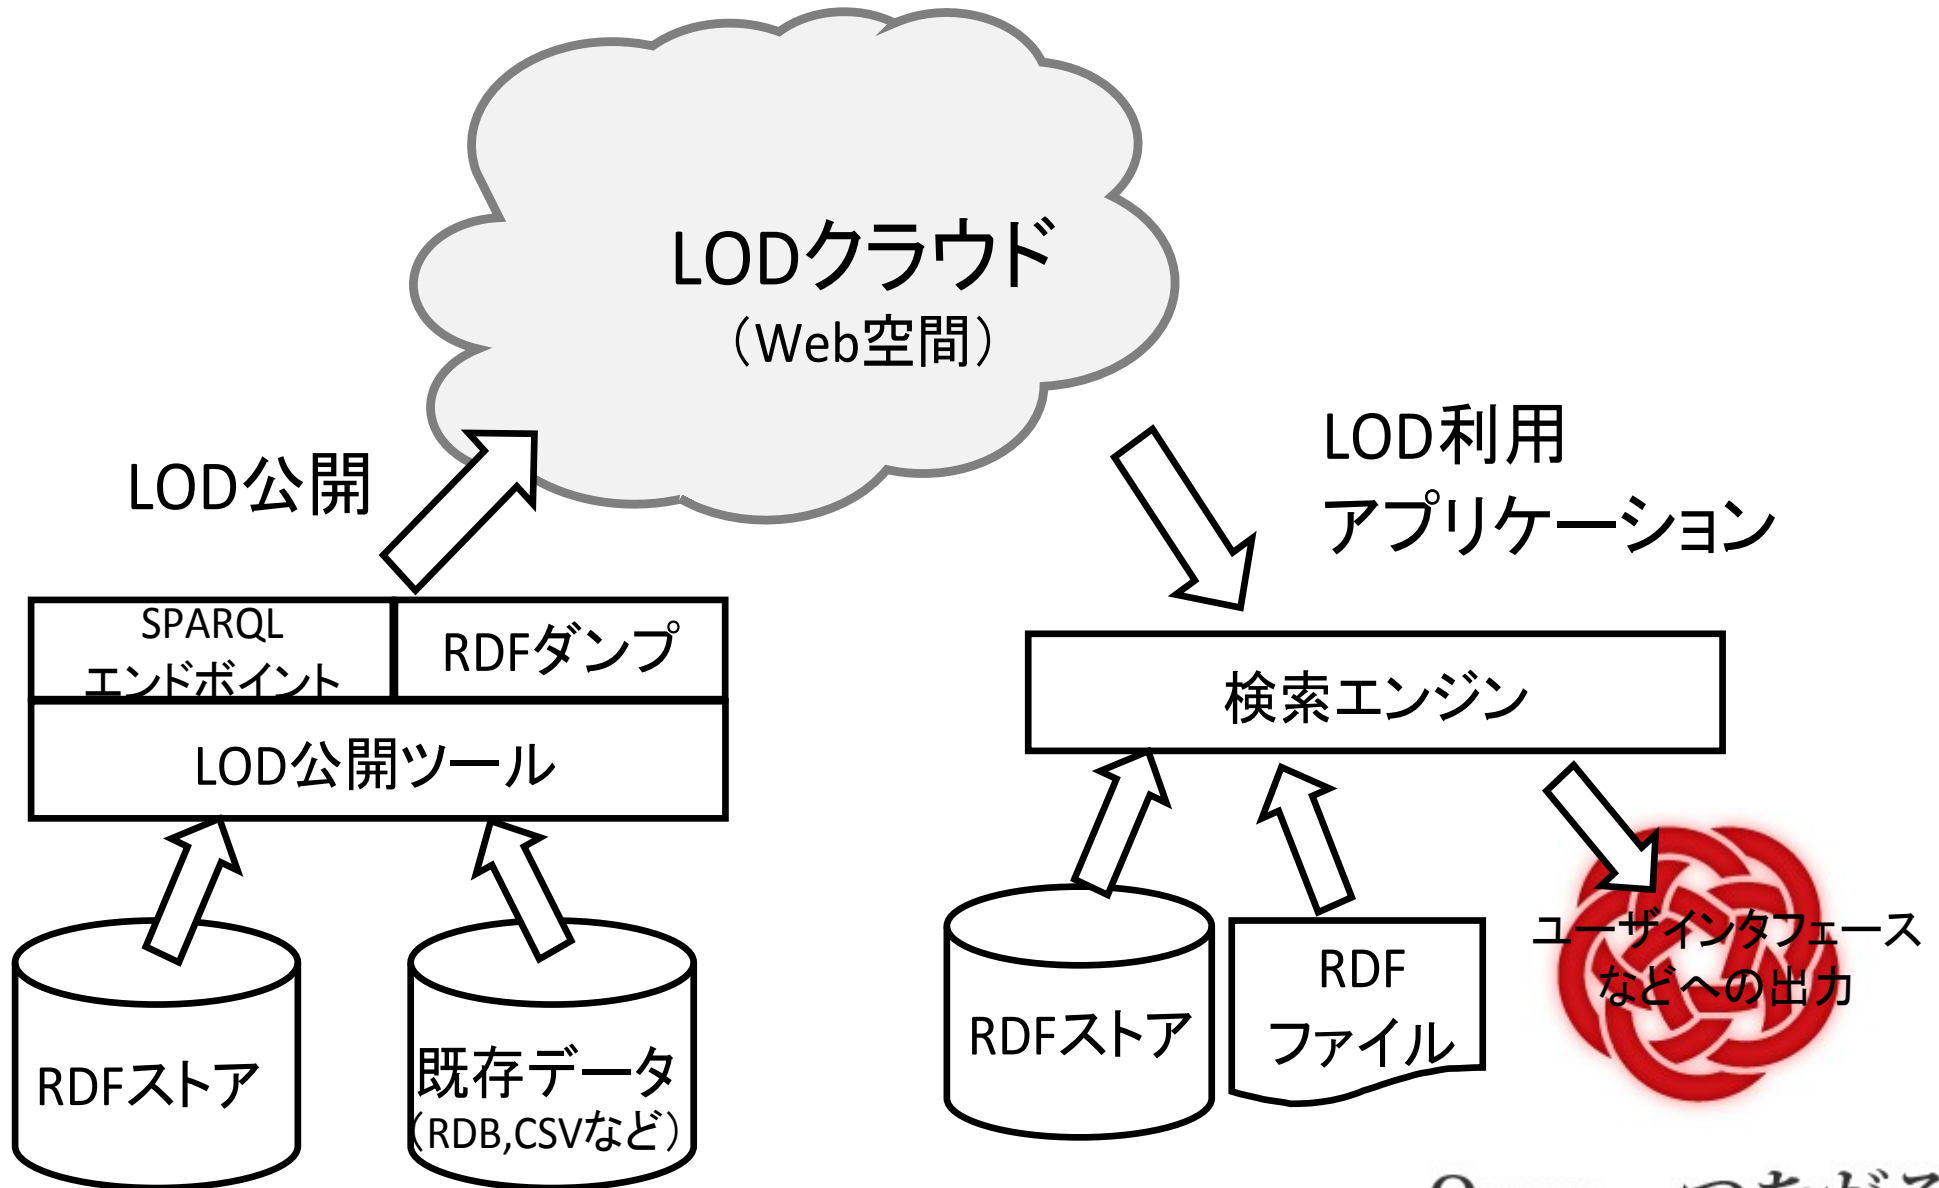 LODクラウド
（Web空間）
LOD公開
LOD利用
アプリケーション
SPARQL
エンドポイント
RDFダンプ
LOD公開ツール
検索エンジン
RDFストア
既存データ
（RDB,CSVなど）
RDFストア
RDF
ファイル
ユーザインタフェース
などへの出力